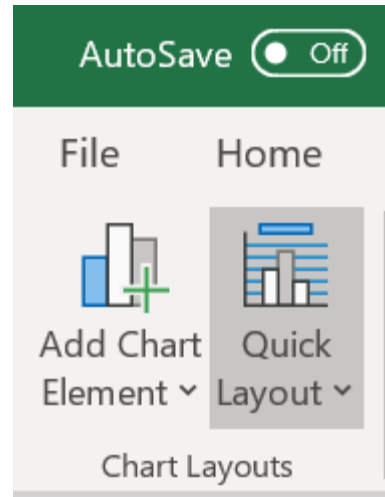 AutoSave Off
File Home
Add Chart Quick
Element Layout
Chart Layouts